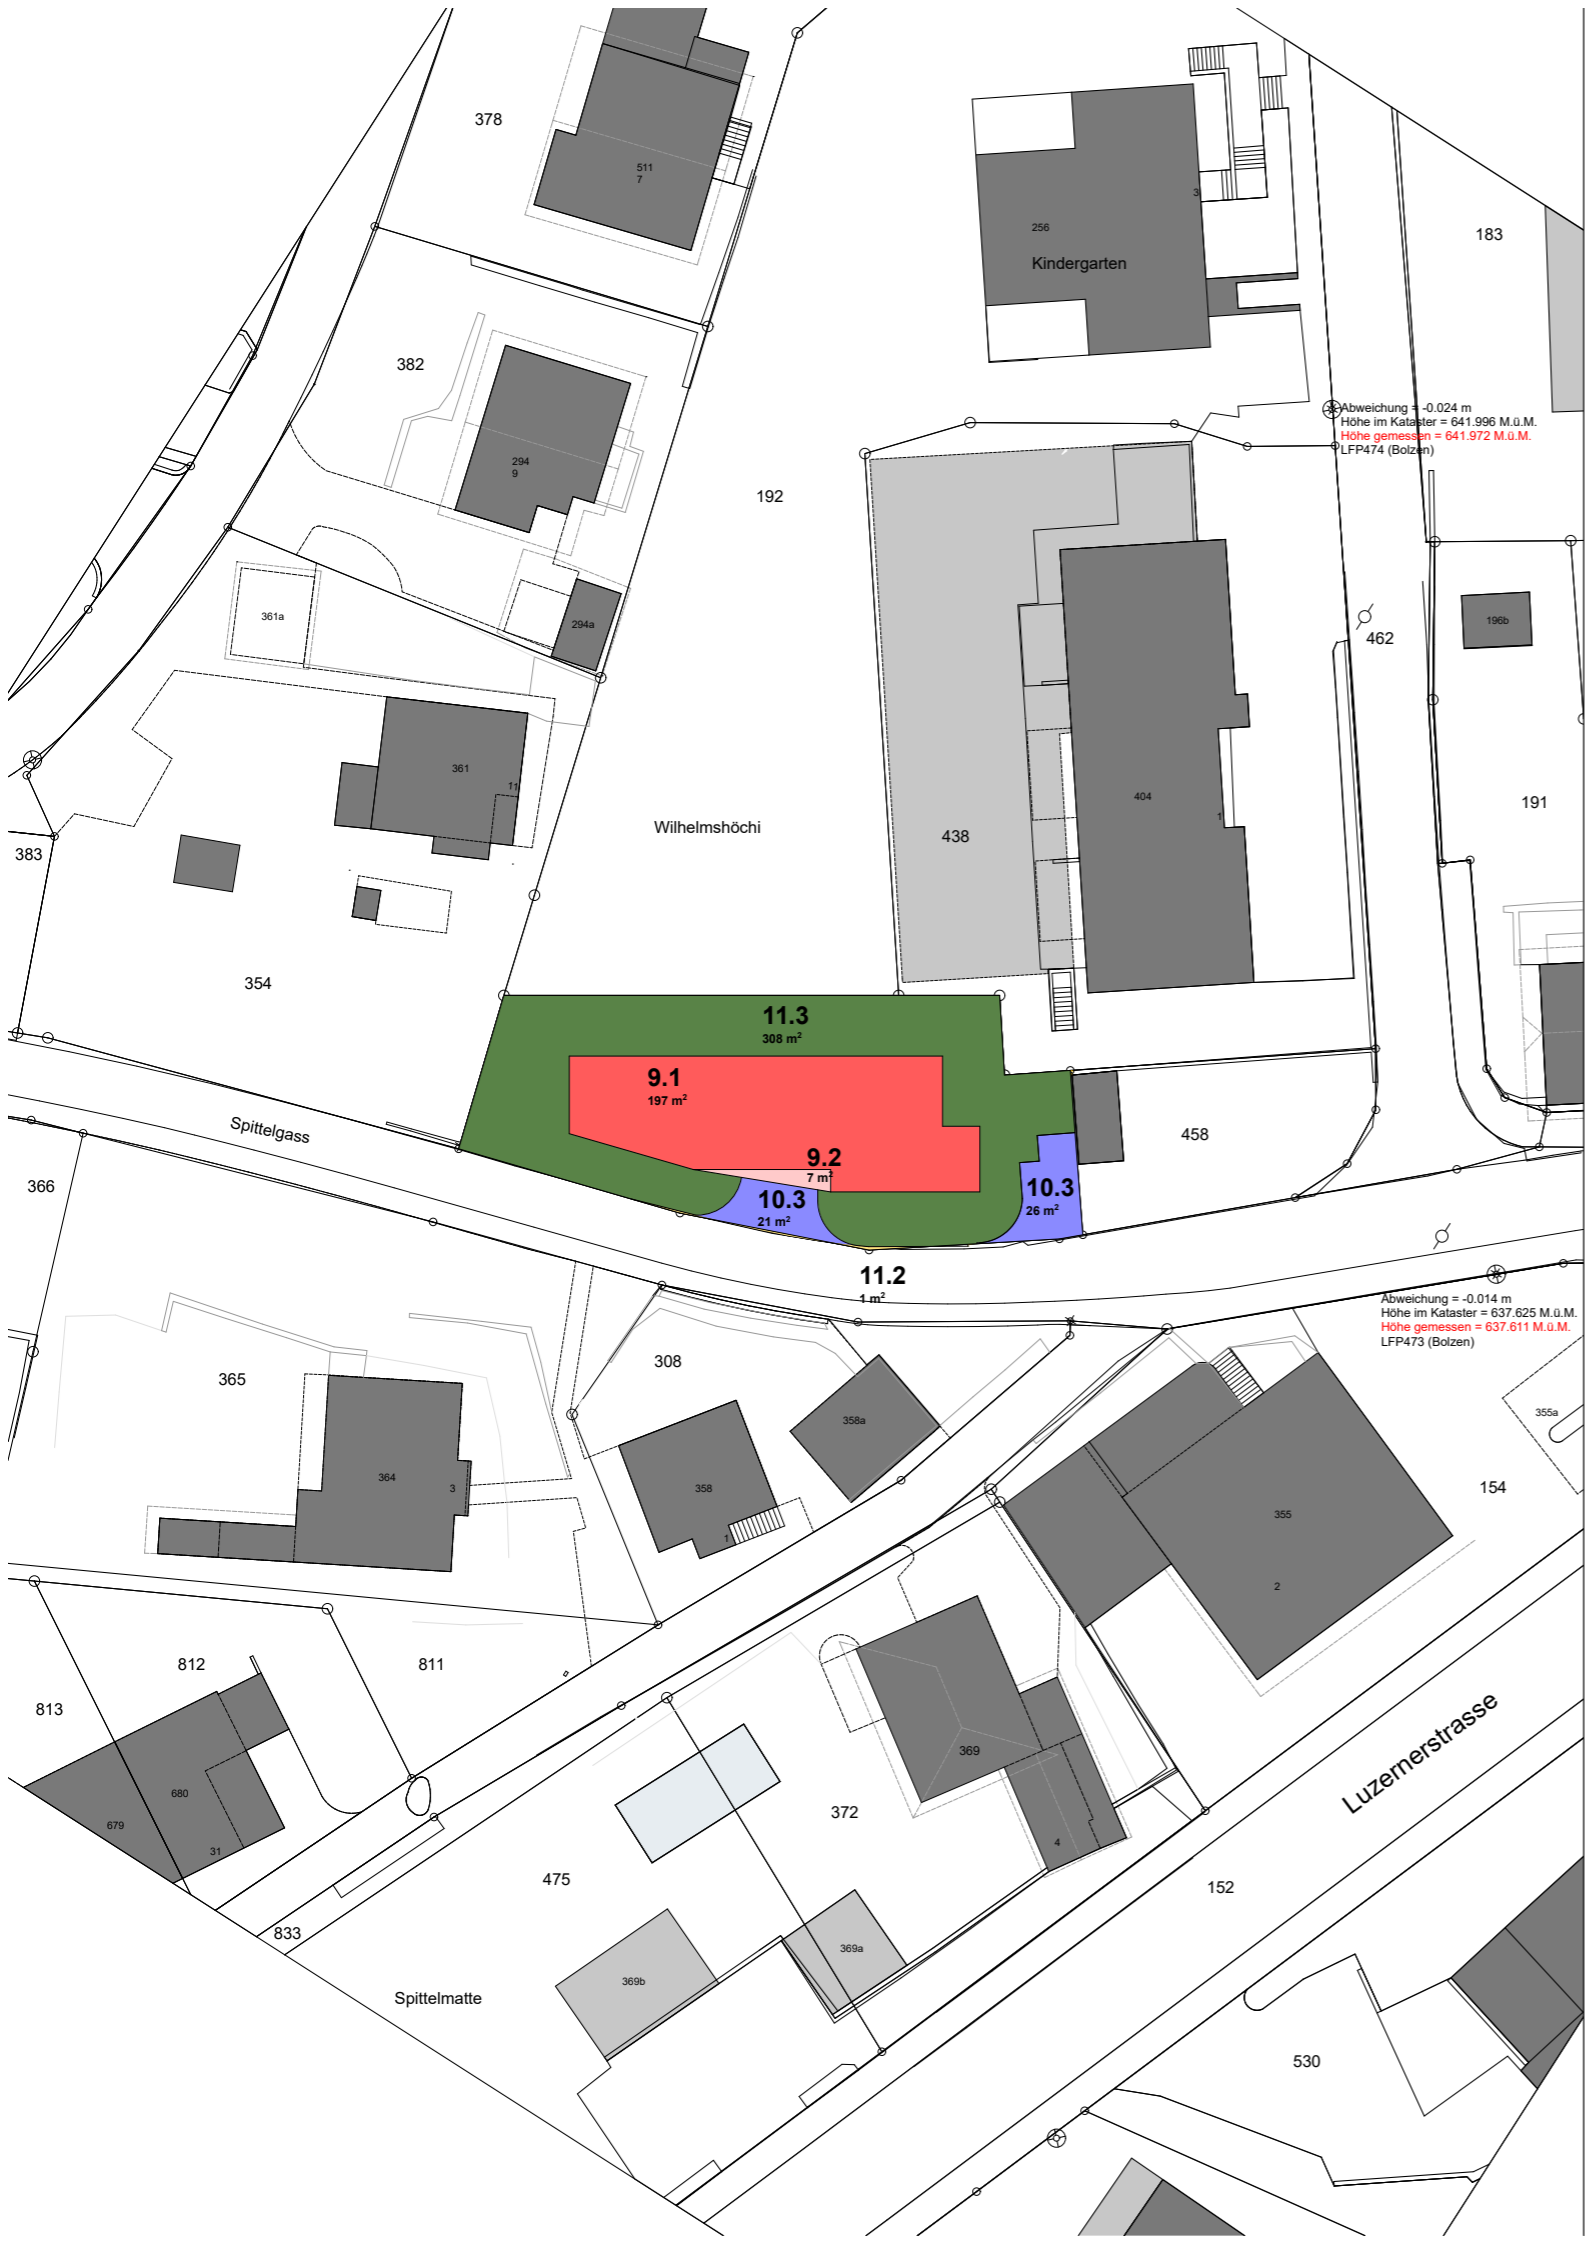 378
511
7
256
3
Kindergarten
183
382
294
9
Abweichung = -0.024 m
Höhe im Kataster = 641.996 M.ü.M.
Höhe gemessen = 641.972 M.ü.M.
LFP474 (Bolzen)
192
361a
294a
462
196b
361
11
404
1
191
Wilhelmshöchi
438
383
354
11.3
308 m²
9.1
197 m²
Spittelgass
458
9.2
7 m²
366
10.3
21 m²
10.3
26 m²
11.2
1 m²
Abweichung = -0.014 m
Höhe im Kataster = 637.625 M.ü.M.
Höhe gemessen = 637.611 M.ü.M.
LFP473 (Bolzen)
365
308
358a
355a
364
3
358
1
154
355
2
812
811
813
369
4
Luzernerstrasse
680
679
31
372
475
152
833
369a
369b
Spittelmatte
530